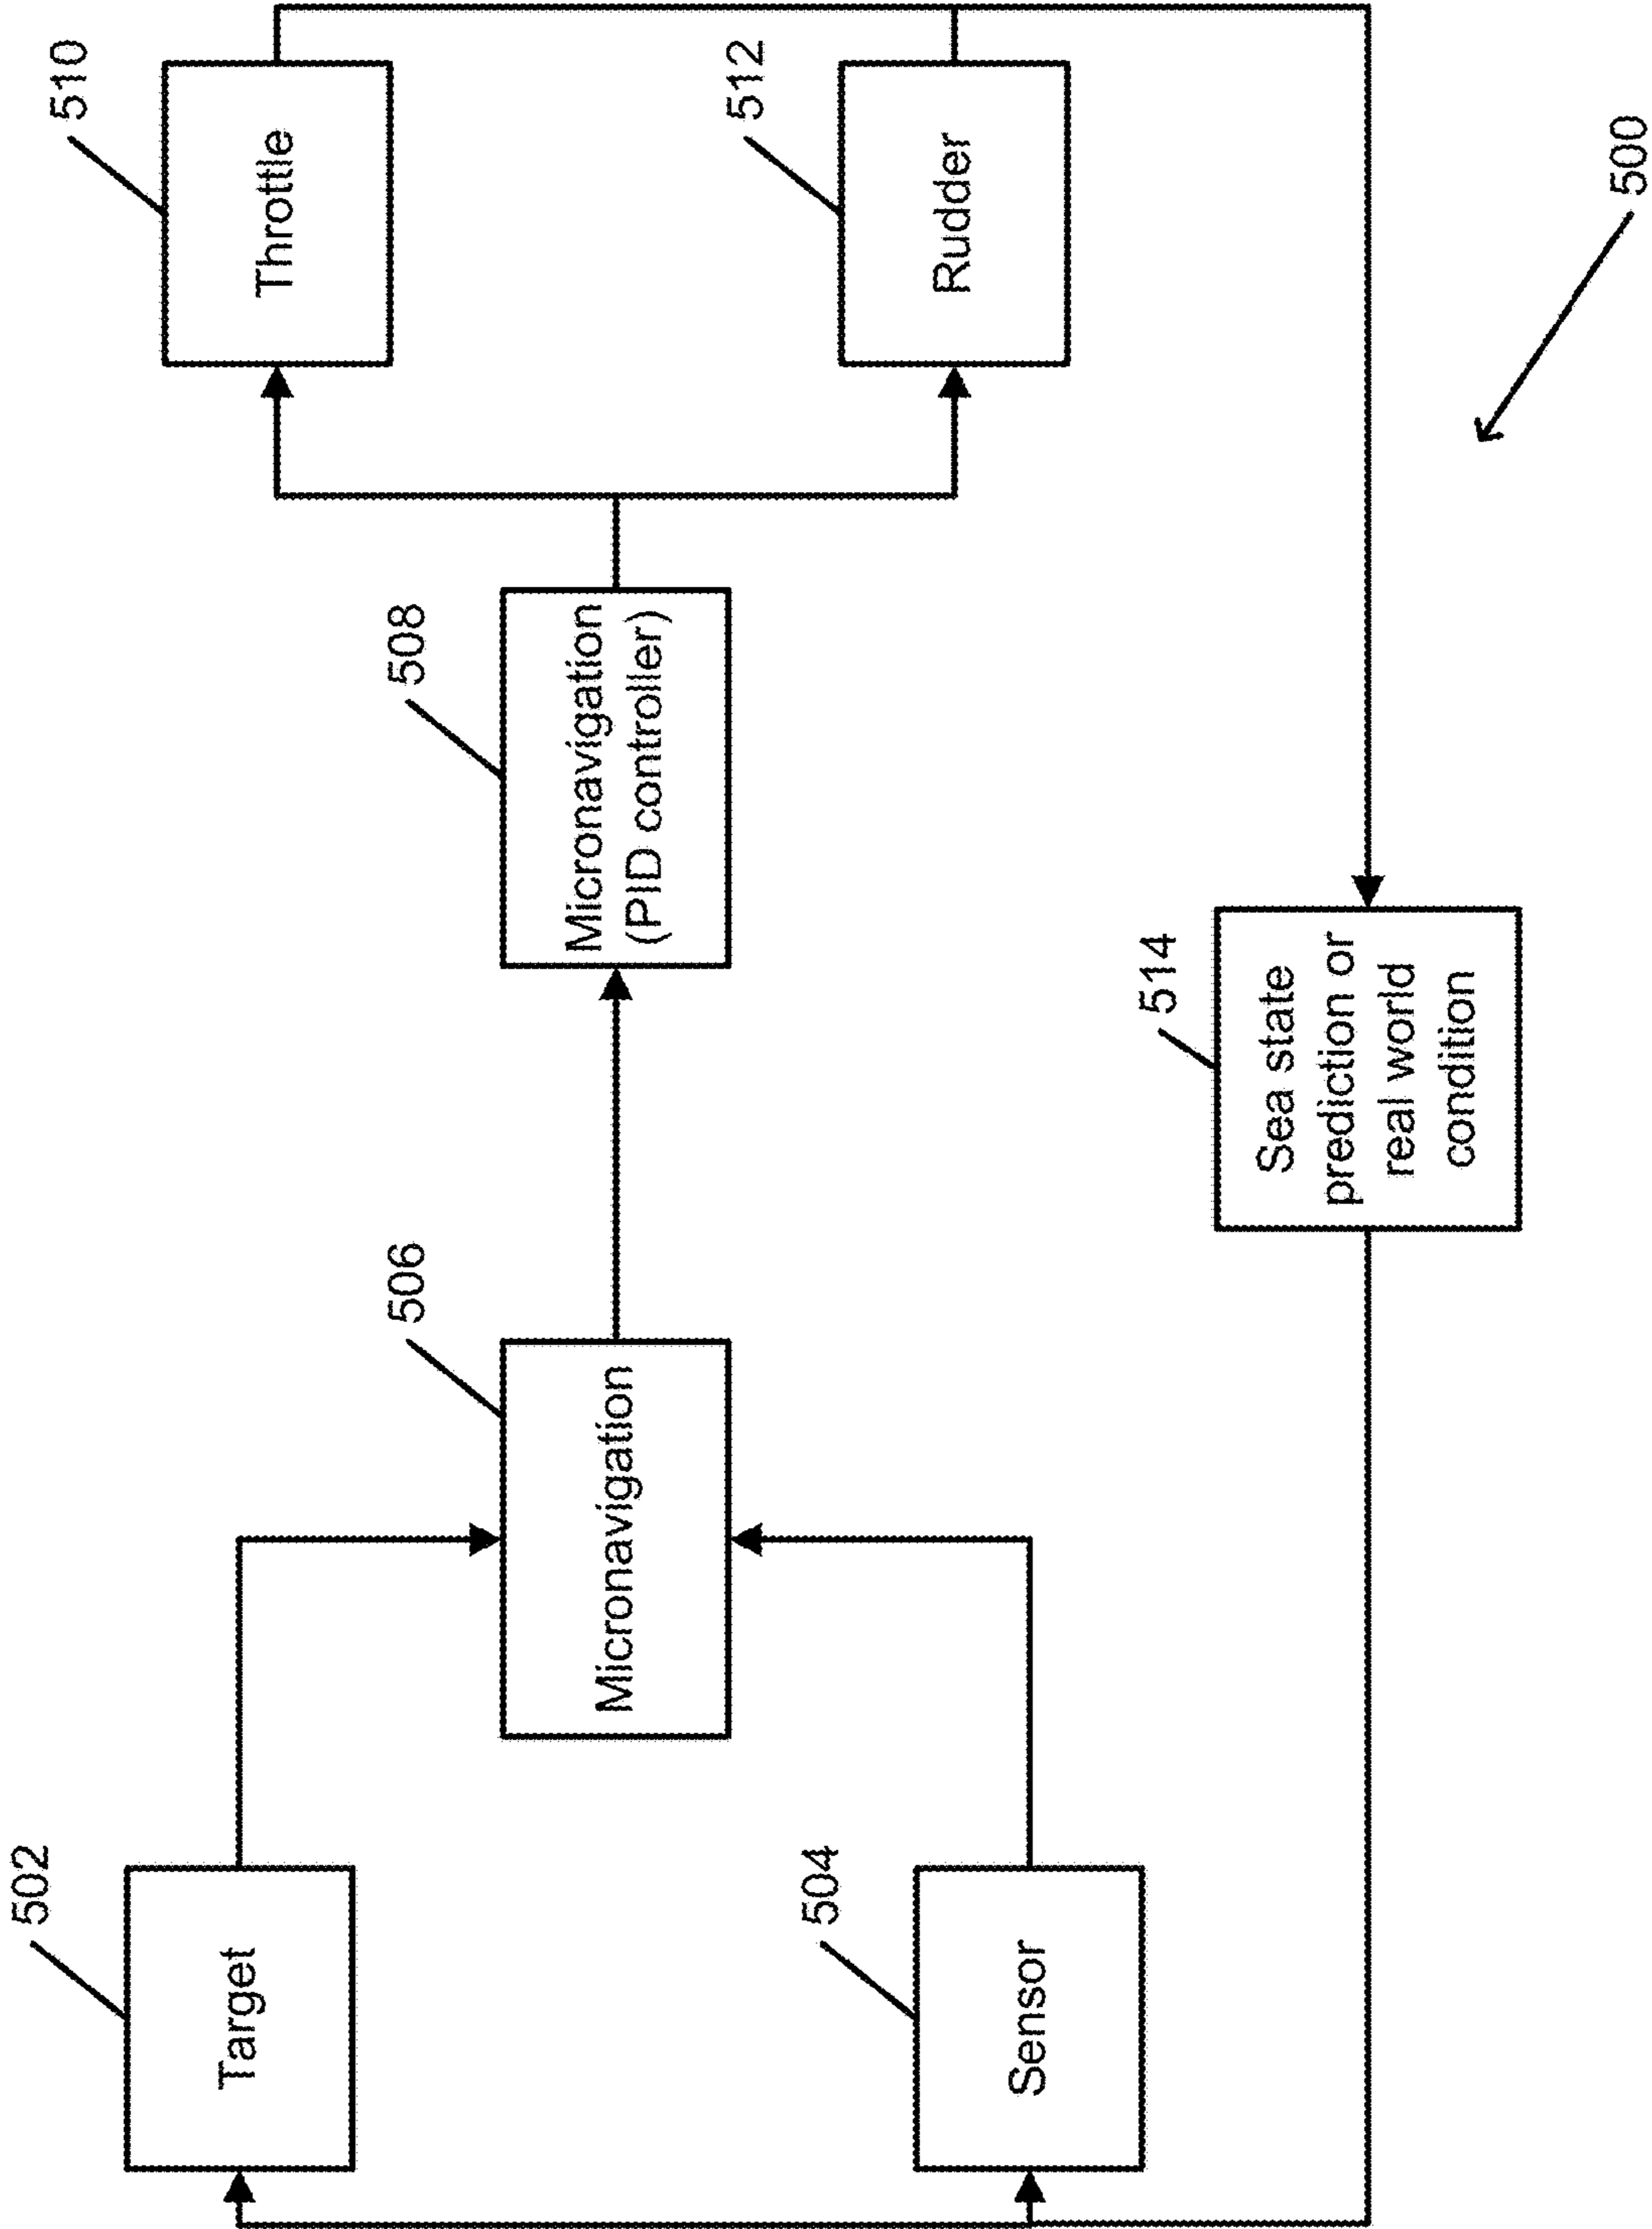 502
Target
504
Sensor
506
Micronavigation
508
Micronavigation
(PID controller)
510
Throttle
512
Rudder
514
Sea state
prediction or
real world
condition
500